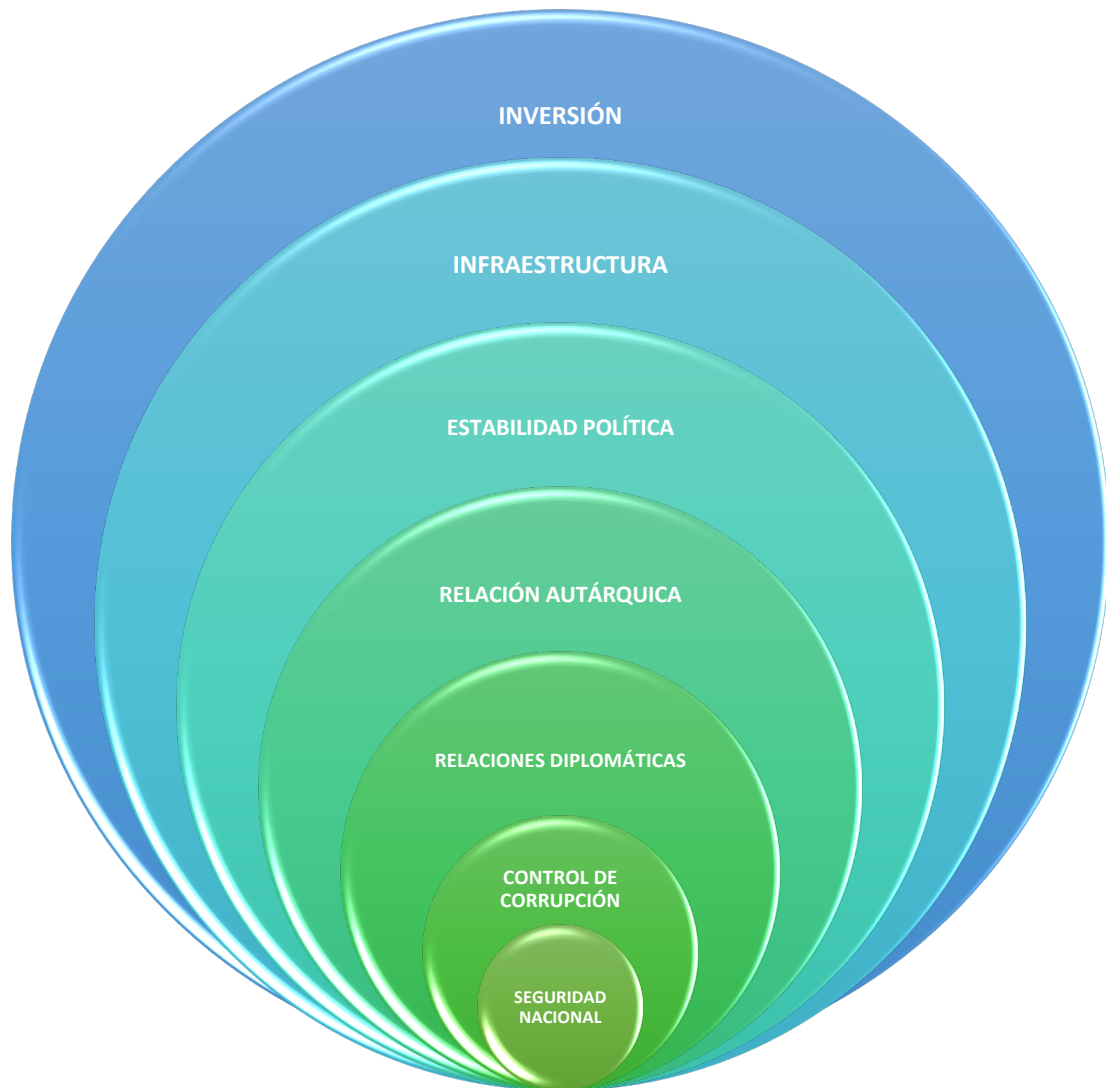 INVERSIÓN
INFRAESTRUCTURA
ESTABILIDAD POLÍTICA
RELACIÓN AUTÁRQUICA
RELACIONES DIPLOMÁTICAS
CONTROL DE
CORRUPCIÓN
SEGURIDAD
NACIONAL